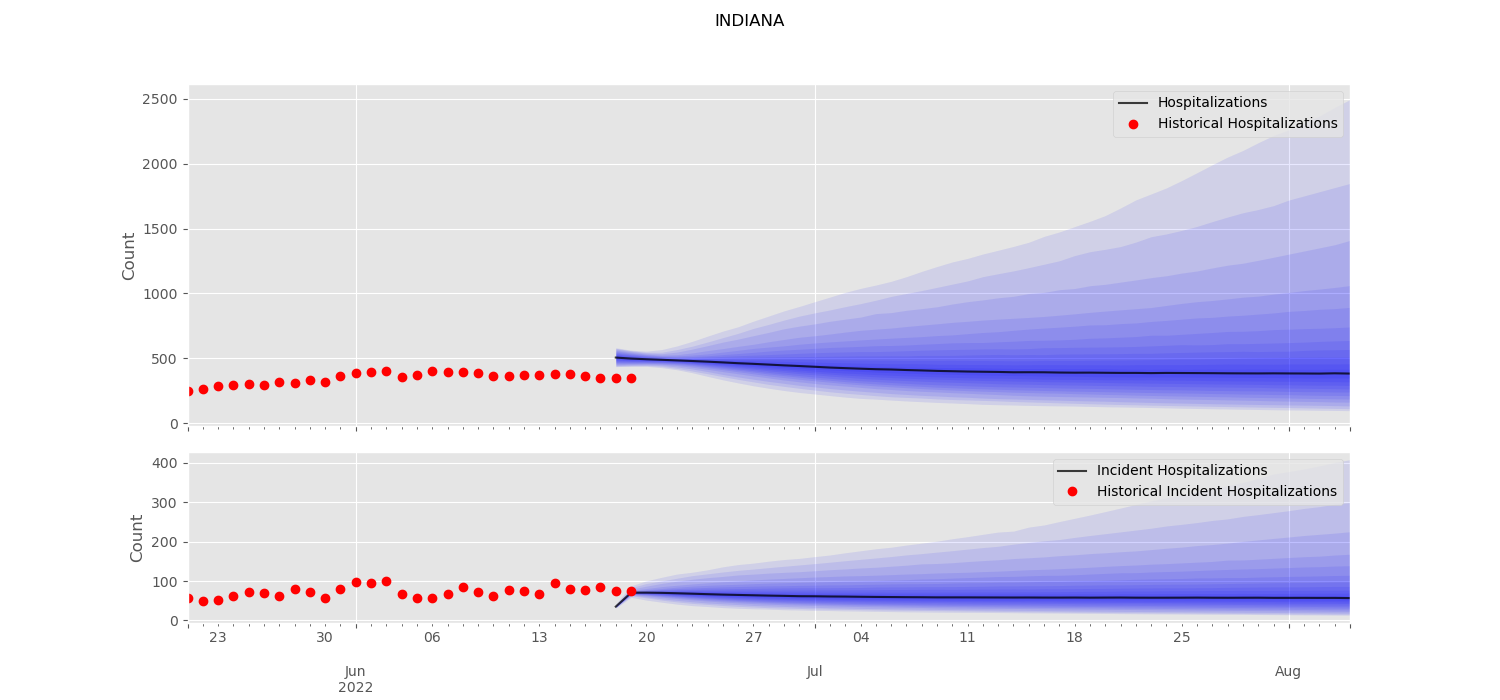 INDIANA
Hospitalizations
Historical Hospitalizations
Count
2500
2000
1500
1000
500
0
Incident Hospitalizations
Historical Incident Hospitalizations
Count
400
300
200
100
0
23 30 06 13 20 27 04 11 18 25
Jun Jul Aug
2022